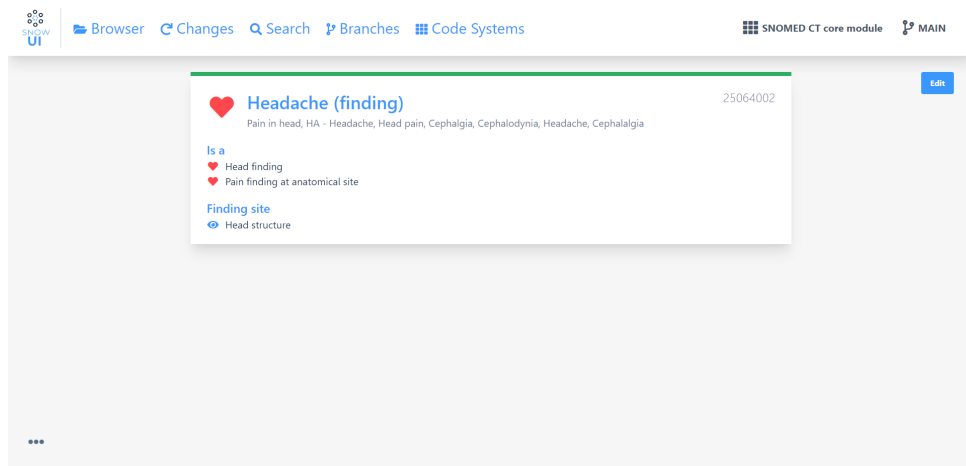 SNOW
UI
Browser Changes Search Branches Code Systems SNOMED CT core module MAIN
Edit
Headache (finding) 25064002
Pain in head, HA - Headache, Head pain, Cephalgia, Cephalodynia, Headache, Cephalalgia
Is a
Head finding
Pain finding at anatomical site
Finding site
Head structure